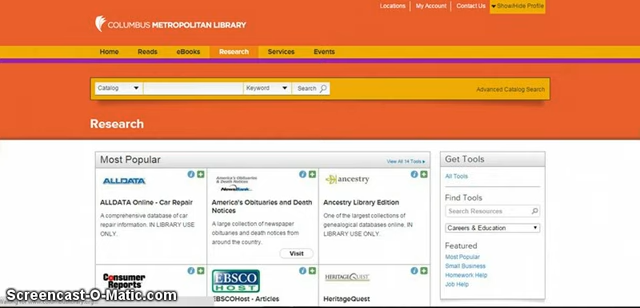 Locations My Account Contact Us Show/Hide Profile
COLUMBUS METROPOLITAN LIBRARY
Home Reads eBooks Research Services Events
Catalog Keyword Search Advanced Catalog Search
Research
Most Popular View All 14 Tools
ALLDATA
ALLDATA Online - Car Repair
A comprehensive database of car
repair information. IN LIBRARY USE
ONLY.
America's Obituaries
& Death Notices
NewsBank
America's Obituaries and Death
Notices
A large collection of newspaper
obituaries and death notices from
around the country.
Visit
ancestry
Ancestry Library Edition
One of the largest collections of
genealogical databases online. IN
LIBRARY USE ONLY.
Consumer
Reports
EBSCO
HOST
EBSCOHost - Articles
HERITAGEQUEST
HeritageQuest
Get Tools
All Tools
Find Tools
Search Resources
Careers & Education
Featured
Most Popular
Small Business
Homework Help
Job Help
Screencast-O-Matic.com